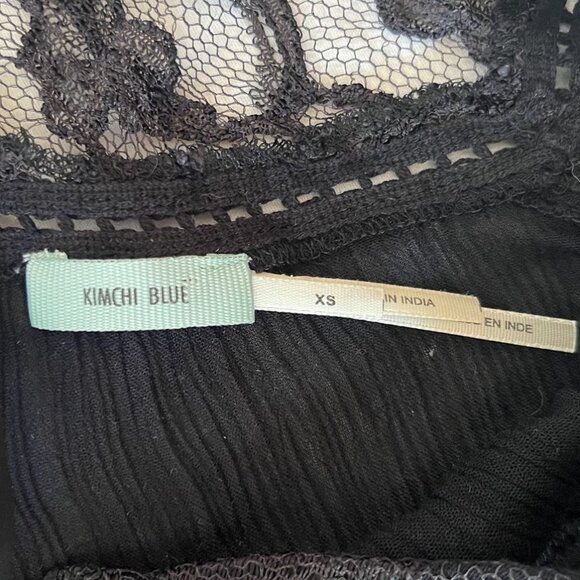 KIMCHI BLUE
XS
IN INDIA
EN INDE